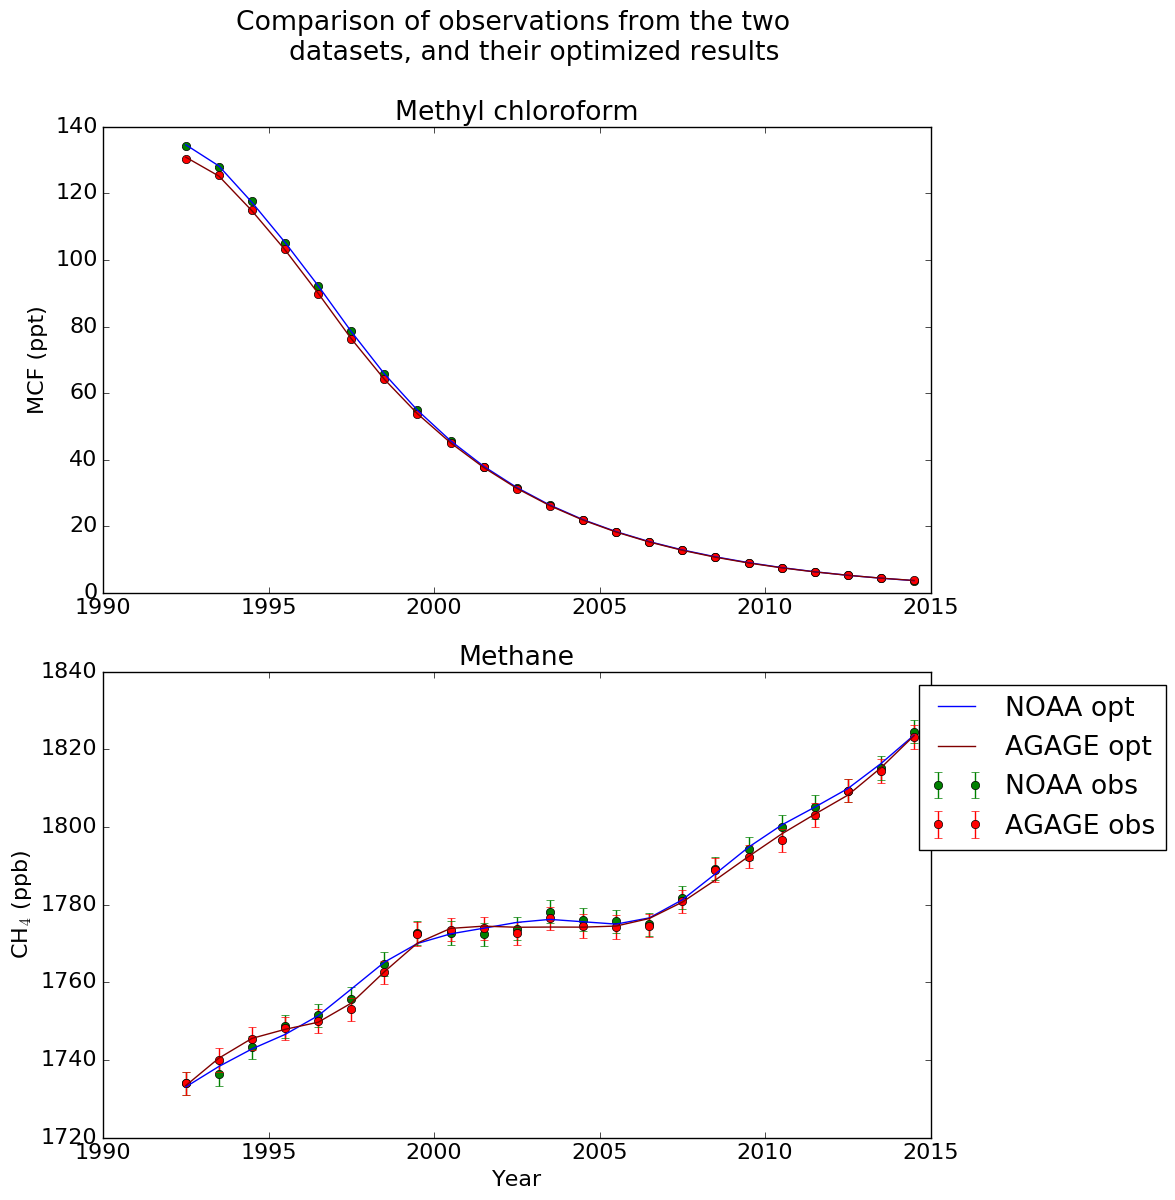 Comparison of observations from the two
datasets, and their optimized results
Methyl chloroform
140
120
100
80
60
40
20
0
MCF (ppt)
1990 1995 2000 2005 2010 2015
Methane
1840
1820
1800
1780
1760
1740
1720
CH₄ (ppb)
1990 1995 2000 2005 2010 2015
Year
NOAA opt
AGAGE opt
NOAA obs
AGAGE obs